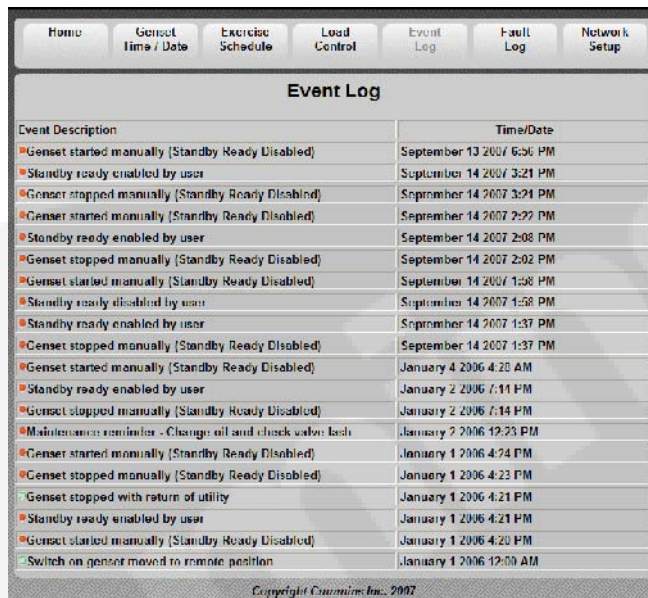 Home
Genset
Time / Date
Exercise
Schedule
Load
Control
Event
Log
Fault
Log
Network
Setup
Event Log
Event Description Time/Date
Genset started manually (Standby Ready Disabled) September 13 2007 6:56 PM
Standby ready enabled by user September 14 2007 3:21 PM
Genset stopped manually (Standby Ready Disabled) September 14 2007 3:21 PM
Genset started manually (Standby Ready Disabled) September 14 2007 2:22 PM
Standby ready enabled by user September 14 2007 2:08 PM
Genset stopped manually (Standby Ready Disabled) September 14 2007 2:02 PM
Genset started manually (Standby Ready Disabled) September 14 2007 1:58 PM
Standby ready disabled by user September 14 2007 1:58 PM
Standby ready enabled by user September 14 2007 1:37 PM
Genset stopped manually (Standby Ready Disabled) September 14 2007 1:37 PM
Genset started manually (Standby Ready Disabled) January 4 2006 4:28 AM
Standby ready enabled by user January 2 2006 7:14 PM
Genset stopped manually (Standby Ready Disabled) January 2 2006 7:14 PM
Maintenance reminder - Change oil and check valve lash January 2 2006 12:23 PM
Genset started manually (Standby Ready Disabled) January 1 2006 4:24 PM
Genset stopped manually (Standby Ready Disabled) January 1 2006 4:23 PM
Genset stopped with return of utility January 1 2006 4:21 PM
Standby ready enabled by user January 1 2006 4:21 PM
Genset started manually (Standby Ready Disabled) January 1 2006 4:20 PM
Switch on genset moved to remote position January 1 2006 12:00 AM
Copyright Cummins Inc. 2007